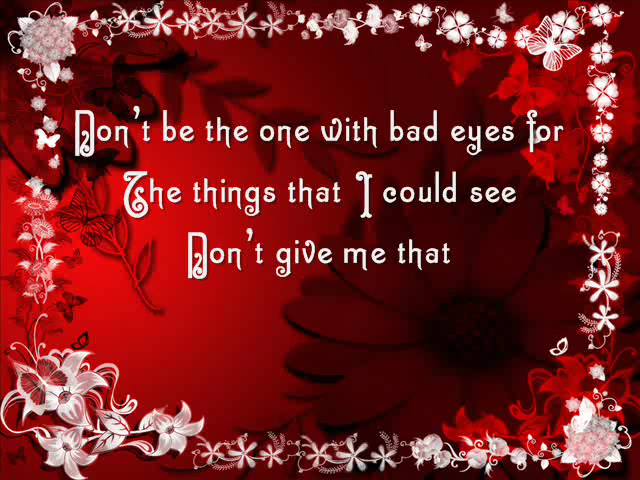 Don't be the one with bad eyes for
The things that I could see
Don't give me that